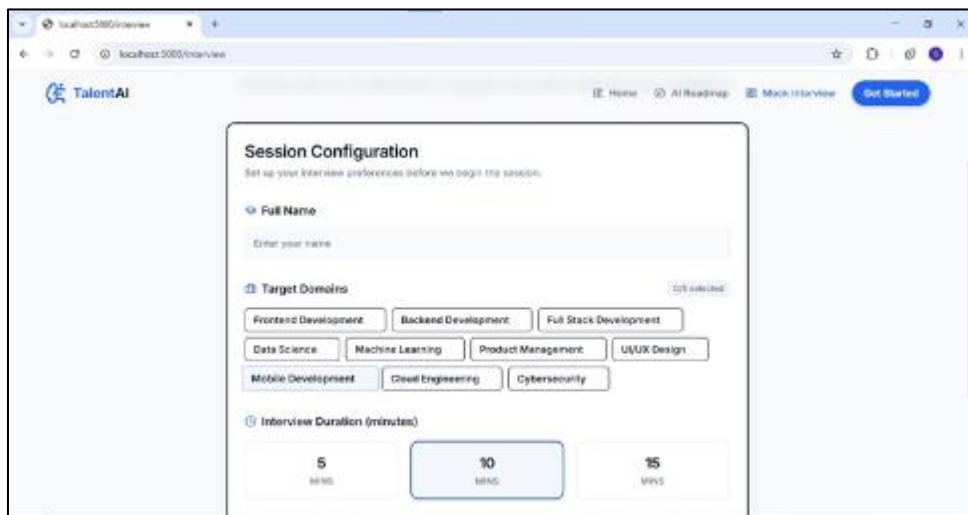 localhost:5000/interview
localhost:5000/interview
TalentAI
Home
AI Roadmap
Mock Interview
Get Started
Session Configuration
Set up your interview preferences before we begin the session.
Full Name
Enter your name
Target Domains
selected
Frontend Development
Backend Development
Full Stack Development
Data Science
Machine Learning
Product Management
UI/UX Design
Mobile Development
Cloud Engineering
Cybersecurity
Interview Duration (minutes)
5
10
15
MINS
MINS
MINS